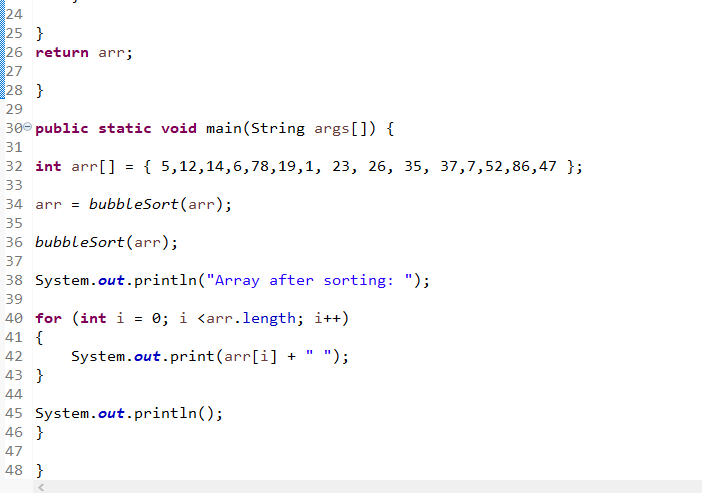 24
25 }
26 return arr;
27
28 }
29
30 public static void main(String args[]) {
31
32 int arr[] = { 5,12,14,6,78,19,1, 23, 26, 35, 37,7,52,86,47 };
33
34 arr = bubbleSort(arr);
35
36 bubbleSort(arr);
37
38 System.out.println("Array after sorting: ");
39
40 for (int i = 0; i <arr.length; i++)
41 {
42     System.out.print(arr[i] + " ");
43 }
44
45 System.out.println();
46 }
47
48 }